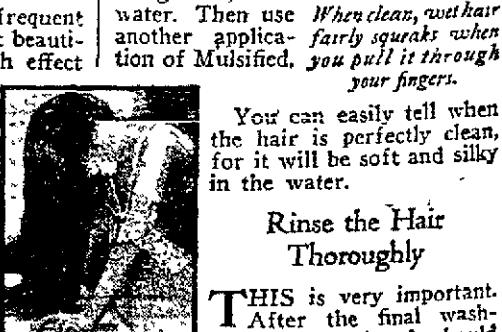 frequent
beauti-
h effect
water. Then use
another applica-
tion of Mulsified.
When clean, wet hair
fairly squeaks when
you pull it through
your fingers.
You can easily tell when
the hair is perfectly clean,
for it will be soft and silky
in the water.
Rinse the Hair
Thoroughly
THIS is very important.
After the final wash-